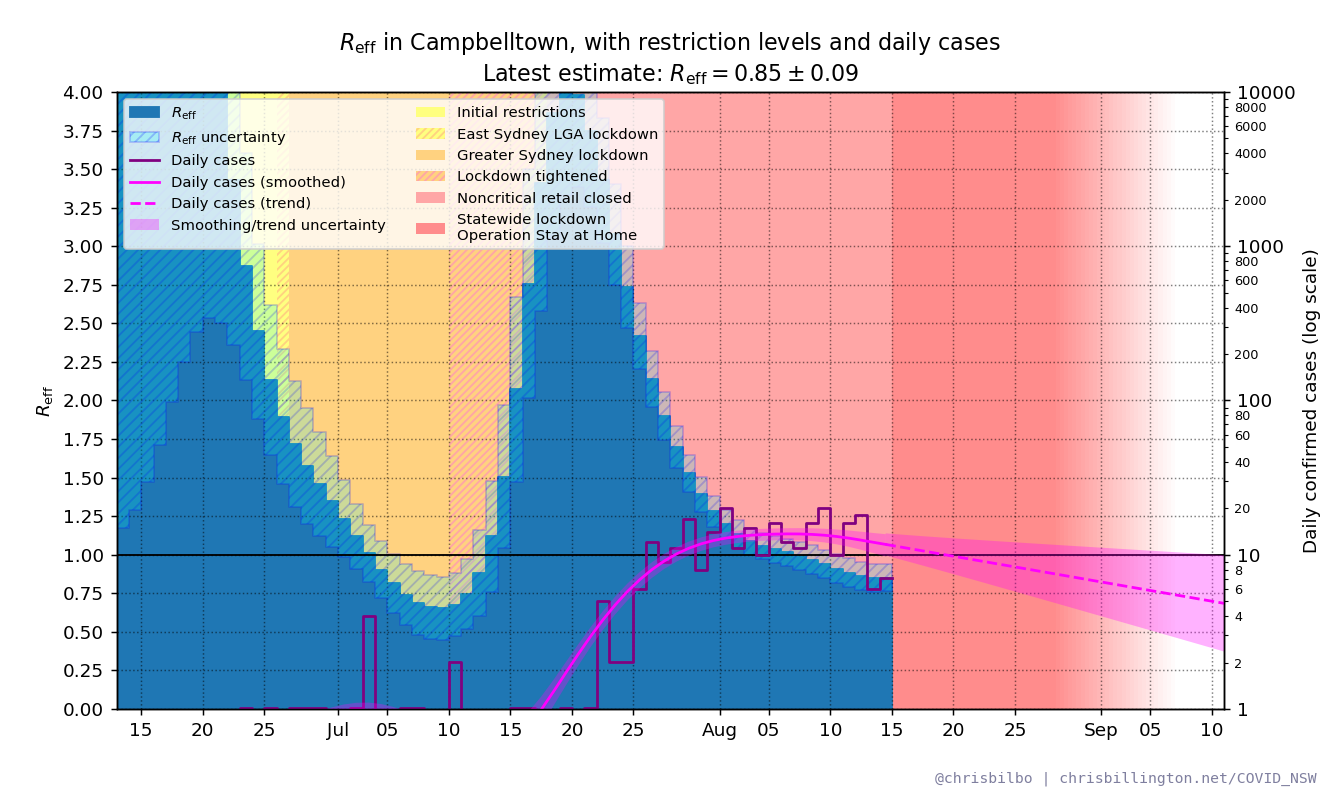 Reff in Campbelltown, with restriction levels and daily cases
Latest estimate: Reff = 0.85 ± 0.09
Reff
Reff uncertainty
Daily cases
Daily cases (smoothed)
Daily cases (trend)
Smoothing/trend uncertainty
Initial restrictions
East Sydney LGA lockdown
Greater Sydney lockdown
Lockdown tightened
Noncritical retail closed
Statewide lockdown
Operation Stay at Home
Reff
4.00
3.75
3.50
3.25
3.00
2.75
2.50
2.25
2.00
1.75
1.50
1.25
1.00
0.75
0.50
0.25
0.00
15 20 25 Jul 05 10 15 20 25 Aug 05 10 15 20 25 Sep 05 10
10000
8000
6000
4000
2000
1000
800
600
400
200
100
80
60
40
20
10
8
6
4
2
1
Daily confirmed cases (log scale)
@chrisbilbo | chrisbillington.net/COVID_NSW